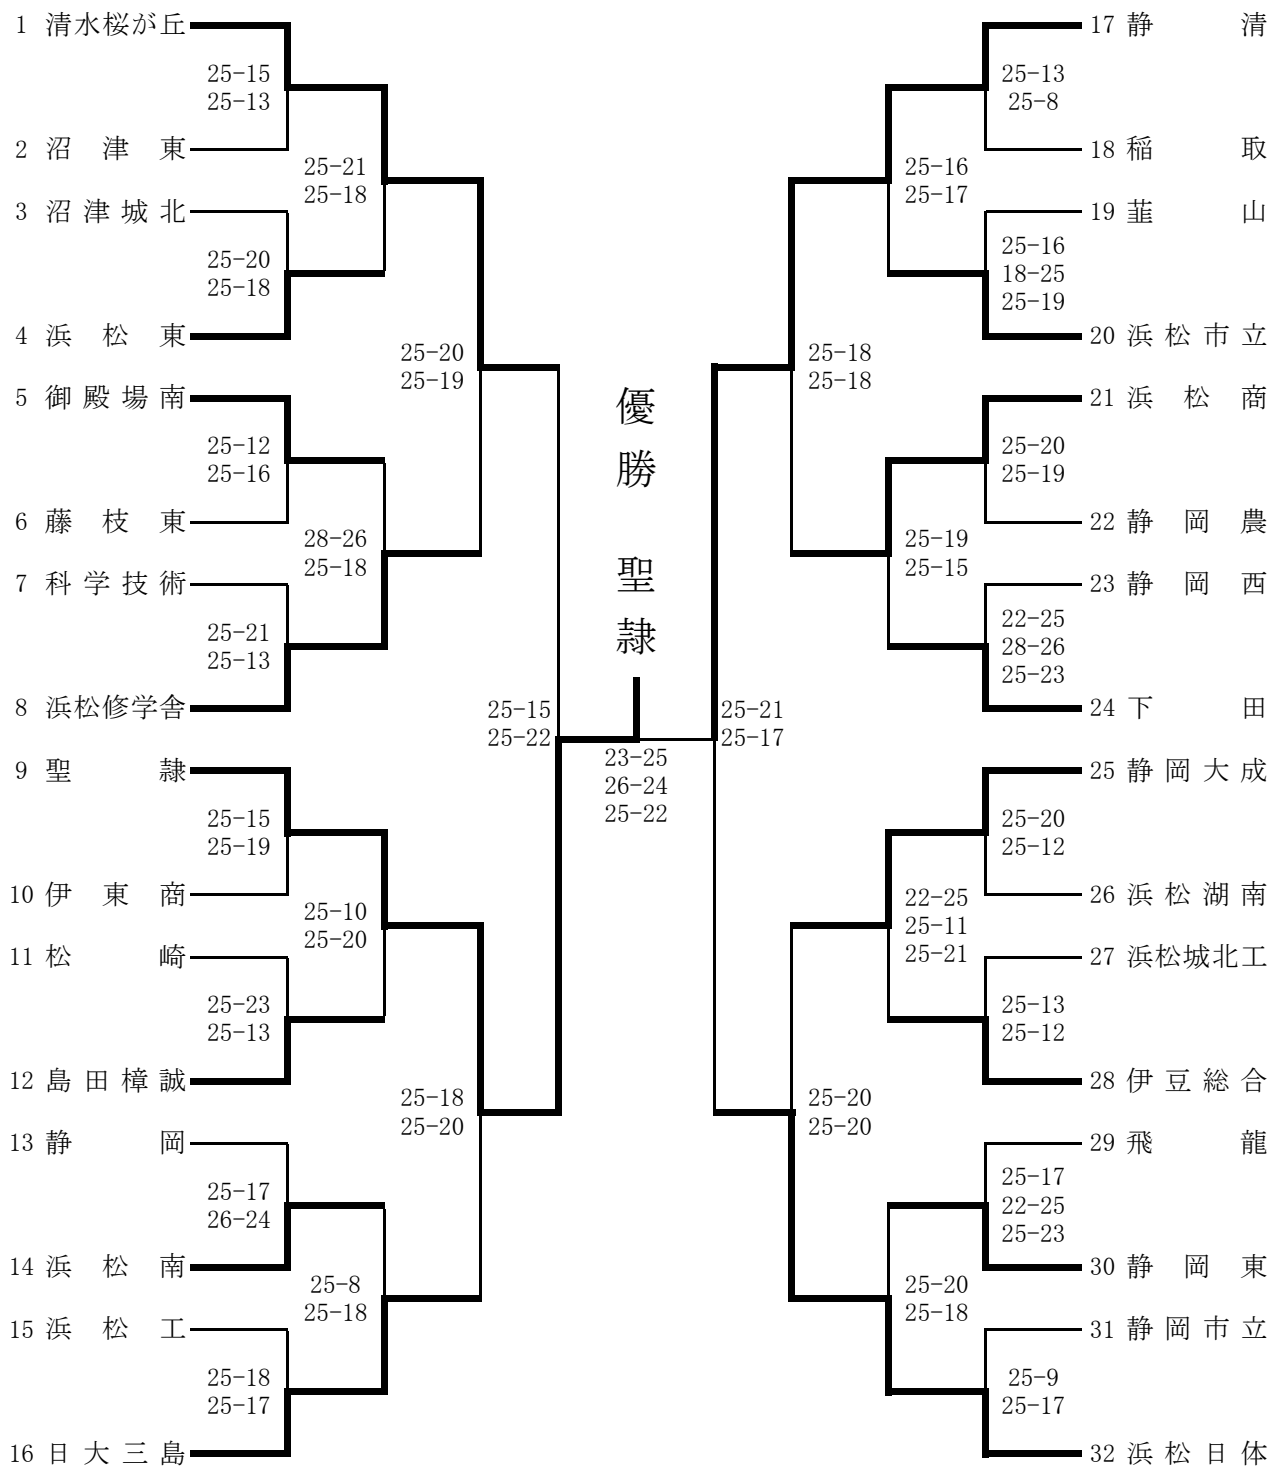 1 清水桜が丘
25-15
25-13
2 沼津東
25-21
25-18
3 沼津城北
25-20
25-18
4 浜松東
25-20
25-19
5 御殿場南
25-12
25-16
6 藤枝東
28-26
25-18
7 科学技術
25-21
25-13
8 浜松修学舎
25-15
25-22
9 聖隷
25-15
25-19
10 伊東商
25-10
25-20
11 松崎
25-23
25-13
12 島田樟誠
25-18
25-20
13 静岡
25-17
26-24
14 浜松南
25-8
25-18
15 浜松工
25-18
25-17
16 日大三島
優勝 聖隷
23-25
26-24
25-22
17 静清
25-13
25-8
18 稲取
25-16
25-17
19 韮山
25-16
18-25
25-19
20 浜松市立
25-18
25-18
21 浜松商
25-20
25-19
22 静岡農
25-19
25-15
23 静岡西
22-25
28-26
25-23
24 下田
25-21
25-17
25 静岡大成
25-20
25-12
26 浜松湖南
22-25
25-11
25-21
27 浜松城北工
25-13
25-12
28 伊豆総合
25-20
25-20
29 飛龍
25-17
22-25
25-23
30 静岡東
25-20
25-18
31 静岡市立
25-9
25-17
32 浜松日体